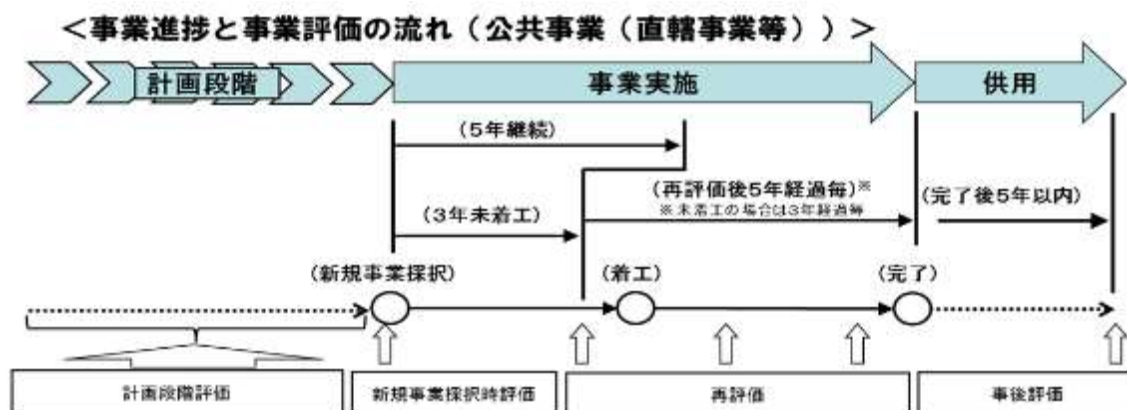 ＜事業進捗と事業評価の流れ（公共事業（直轄事業等））＞
計画段階
事業実施
供用
（5年継続）
（再評価後5年経過毎）※
※未着工の場合は3年経過毎
（完了後5年以内）
（3年未着工）
（新規事業採択）
（着工）
（完了）
計画段階評価
新規事業採択時評価
再評価
事後評価